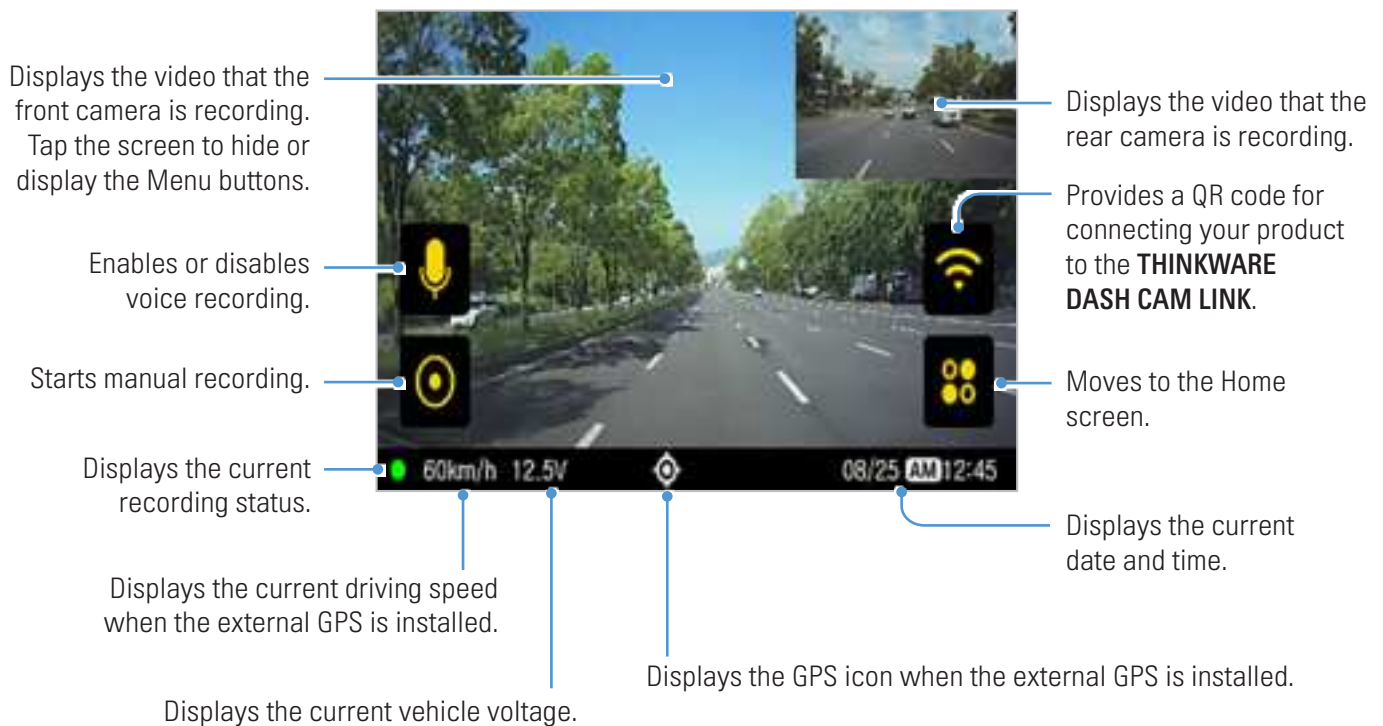 Displays the video that the
front camera is recording.
Tap the screen to hide or
display the Menu buttons.
Enables or disables
voice recording.
Starts manual recording.
Displays the current
recording status.
Displays the video that the
rear camera is recording.
Provides a QR code for
connecting your product
to the THINKWARE
DASH CAM LINK.
Moves to the Home
screen.
60km/h 12.5V 08/25 AM 12:45
Displays the current
date and time.
Displays the current driving speed
when the external GPS is installed.
Displays the GPS icon when the external GPS is installed.
Displays the current vehicle voltage.